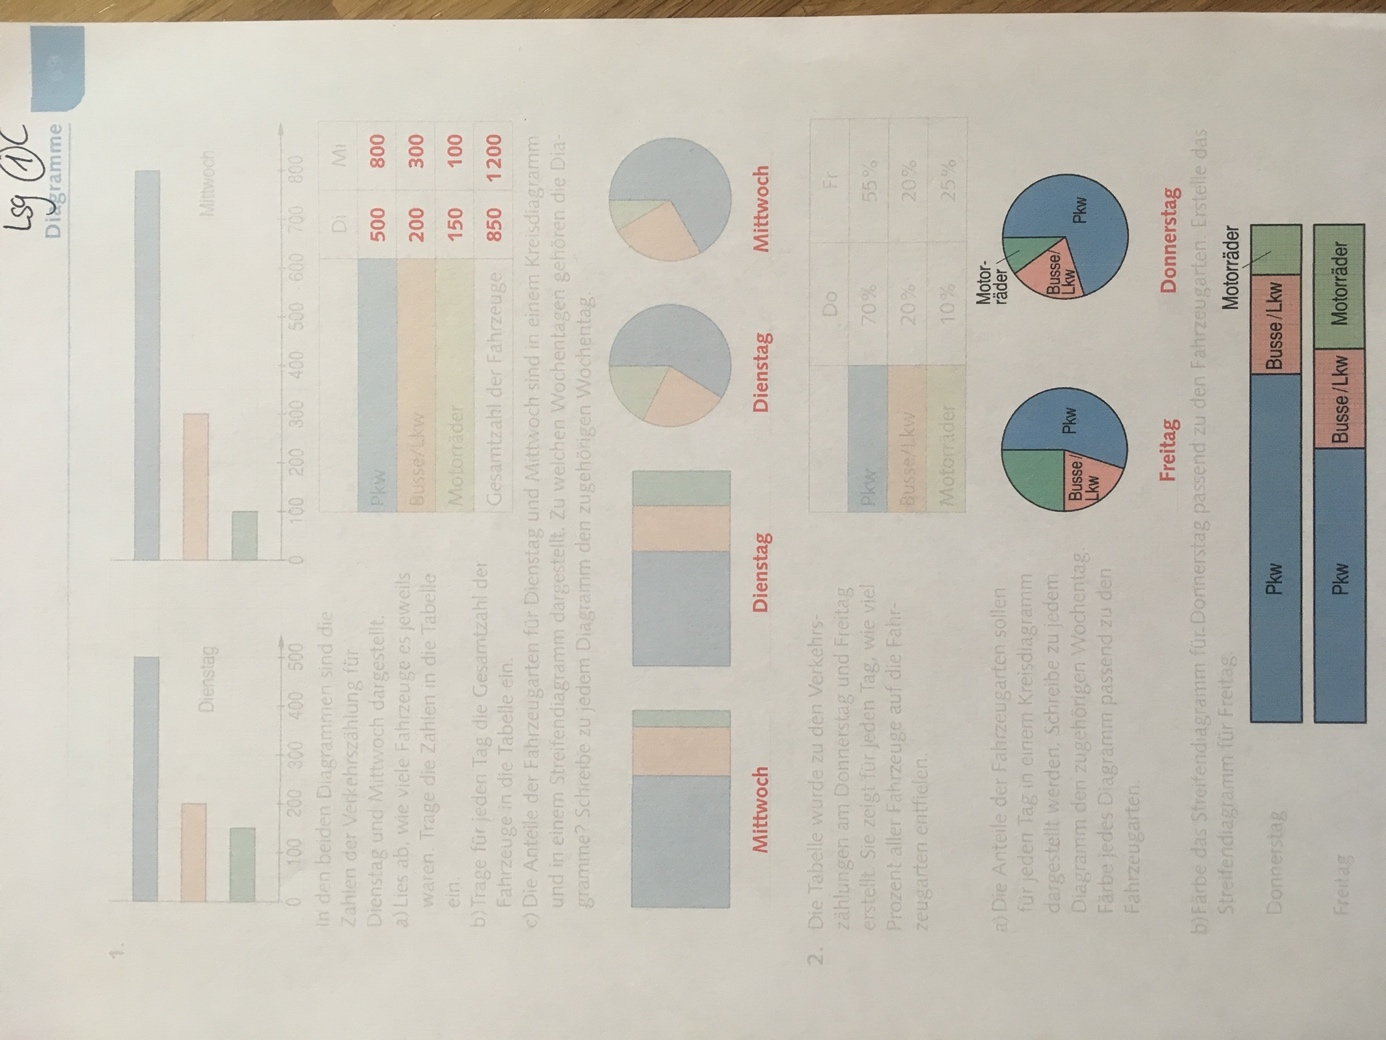 Lsg ① C
Diagramme
1.
Dienstag
0 100 200 300 400 500
Mittwoch
0 100 200 300 400 500 600 700 800
In den beiden Diagrammen sind die
Zahlen der Verkehrszählung für
Dienstag und Mittwoch dargestellt.
a) Lies ab, wie viele Fahrzeuge es jeweils
waren. Trage die Zahlen in die Tabelle
ein.
b) Trage für jeden Tag die Gesamtzahl der
Fahrzeuge in die Tabelle ein.
Di Mi
Pkw 500 800
Busse/Lkw 200 300
Motorräder 150 100
Gesamtzahl der Fahrzeuge 850 1200
c) Die Anteile der Fahrzeugarten für Dienstag und Mittwoch sind in einem Kreisdiagramm
und in einem Streifendiagramm dargestellt. Zu welchen Wochentagen gehören die Dia-
gramme? Schreibe zu jedem Diagramm den zugehörigen Wochentag.
Mittwoch Dienstag Dienstag Mittwoch
2. Die Tabelle wurde zu den Verkehrs-
zählungen am Donnerstag und Freitag
erstellt. Sie zeigt für jeden Tag, wie viel
Prozent aller Fahrzeuge auf die Fahr-
zeugarten entfielen.
Do Fr
Pkw 70% 55%
Busse/Lkw 20% 20%
Motorräder 10% 25%
a) Die Anteile der Fahrzeugarten sollen
für jeden Tag in einem Kreisdiagramm
dargestellt werden. Schreibe zu jedem
Diagramm den zugehörigen Wochentag.
Färbe jedes Diagramm passend zu den
Fahrzeugarten.
Busse/
Lkw
Pkw
Freitag
Motor-
räder
Busse/
Lkw
Pkw
Donnerstag
b) Färbe das Streifendiagramm für Donnerstag passend zu den Fahrzeugarten. Erstelle das
Streifendiagramm für Freitag.
Motorräder
Donnerstag Pkw Busse/Lkw
Freitag Pkw Busse/Lkw Motorräder